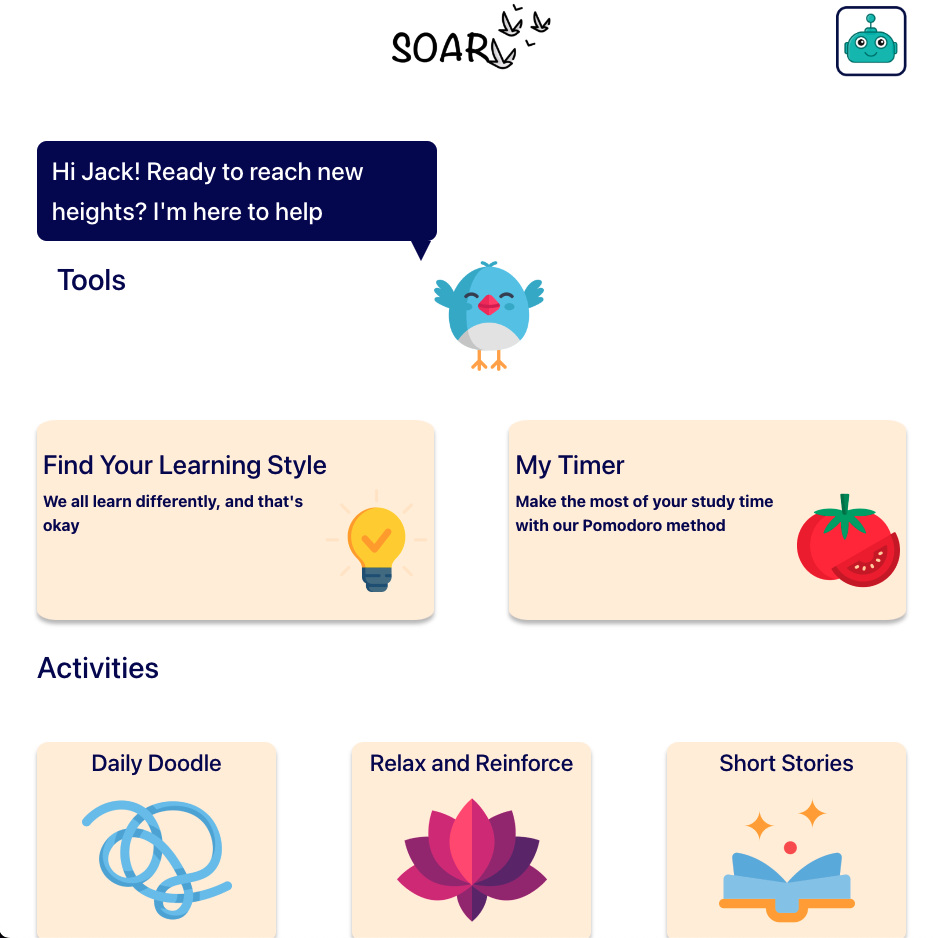 SOAR
Hi Jack! Ready to reach new
heights? I'm here to help
Tools
Find Your Learning Style
We all learn differently, and that's
okay
My Timer
Make the most of your study time
with our Pomodoro method
Activities
Daily Doodle
Relax and Reinforce
Short Stories